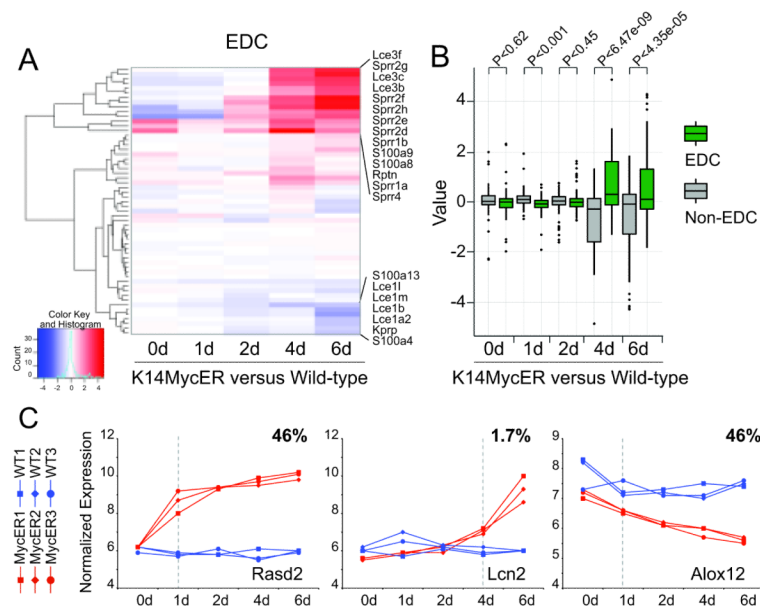 A
EDC
Lce3f
Sprr2g
Lce3c
Lce3b
Sprr2f
Sprr2h
Sprr2e
Sprr2d
Sprr1b
S100a9
S100a8
Rptn
Sprr1a
Sprr4
S100a13
Lce1l
Lce1m
Lce1b
Lce1a2
Kprp
S100a4
Color Key
and Histogram
Count
0 10 20 30
-4 -2 0 2 4
0d 1d 2d 4d 6d
K14MycER versus Wild-type
B
P<0.62
P<0.001
P<0.45
P<6.47e-09
P<4.35e-05
Value
4
2
0
-2
-4
EDC
Non-EDC
0d 1d 2d 4d 6d
K14MycER versus Wild-type
C
WT1 WT2 WT3
MycER1 MycER2 MycER3
Normalized Expression
12
10
8
6
4
46%
Rasd2
0d 1d 2d 4d 6d
12
10
8
6
4
1.7%
Lcn2
0d 1d 2d 4d 6d
9
8
7
6
5
46%
Alox12
0d 1d 2d 4d 6d